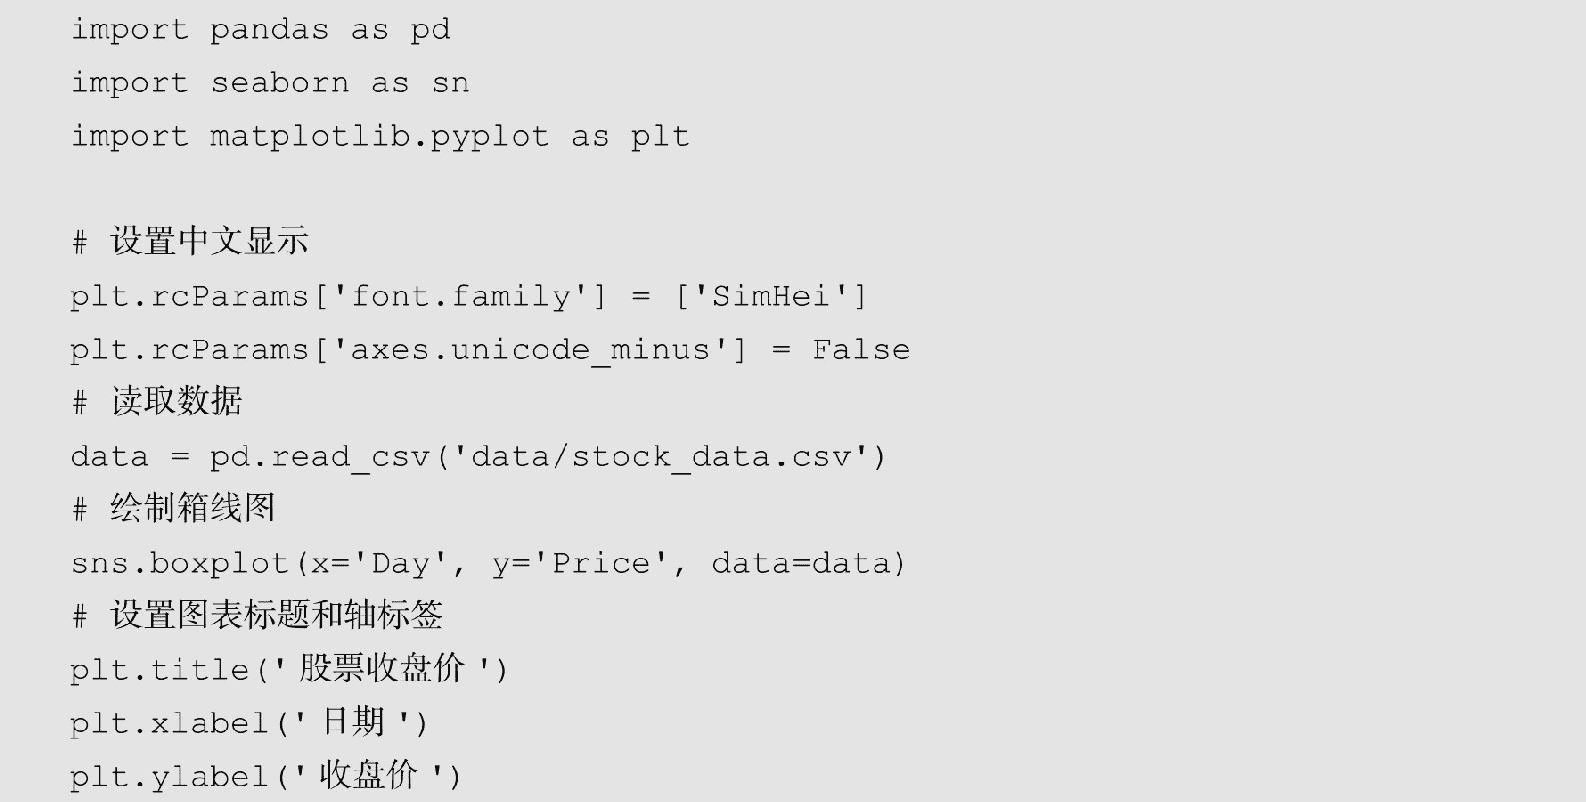 import pandas as pd
import seaborn as sn
import matplotlib.pyplot as plt
# 设置中文显示
plt.rcParams['font.family'] = ['SimHei']
plt.rcParams['axes.unicode_minus'] = False
# 读取数据
data = pd.read_csv('data/stock_data.csv')
# 绘制箱线图
sns.boxplot(x='Day', y='Price', data=data)
# 设置图表标题和轴标签
plt.title(' 股票收盘价 ')
plt.xlabel(' 日期 ')
plt.ylabel(' 收盘价 ')